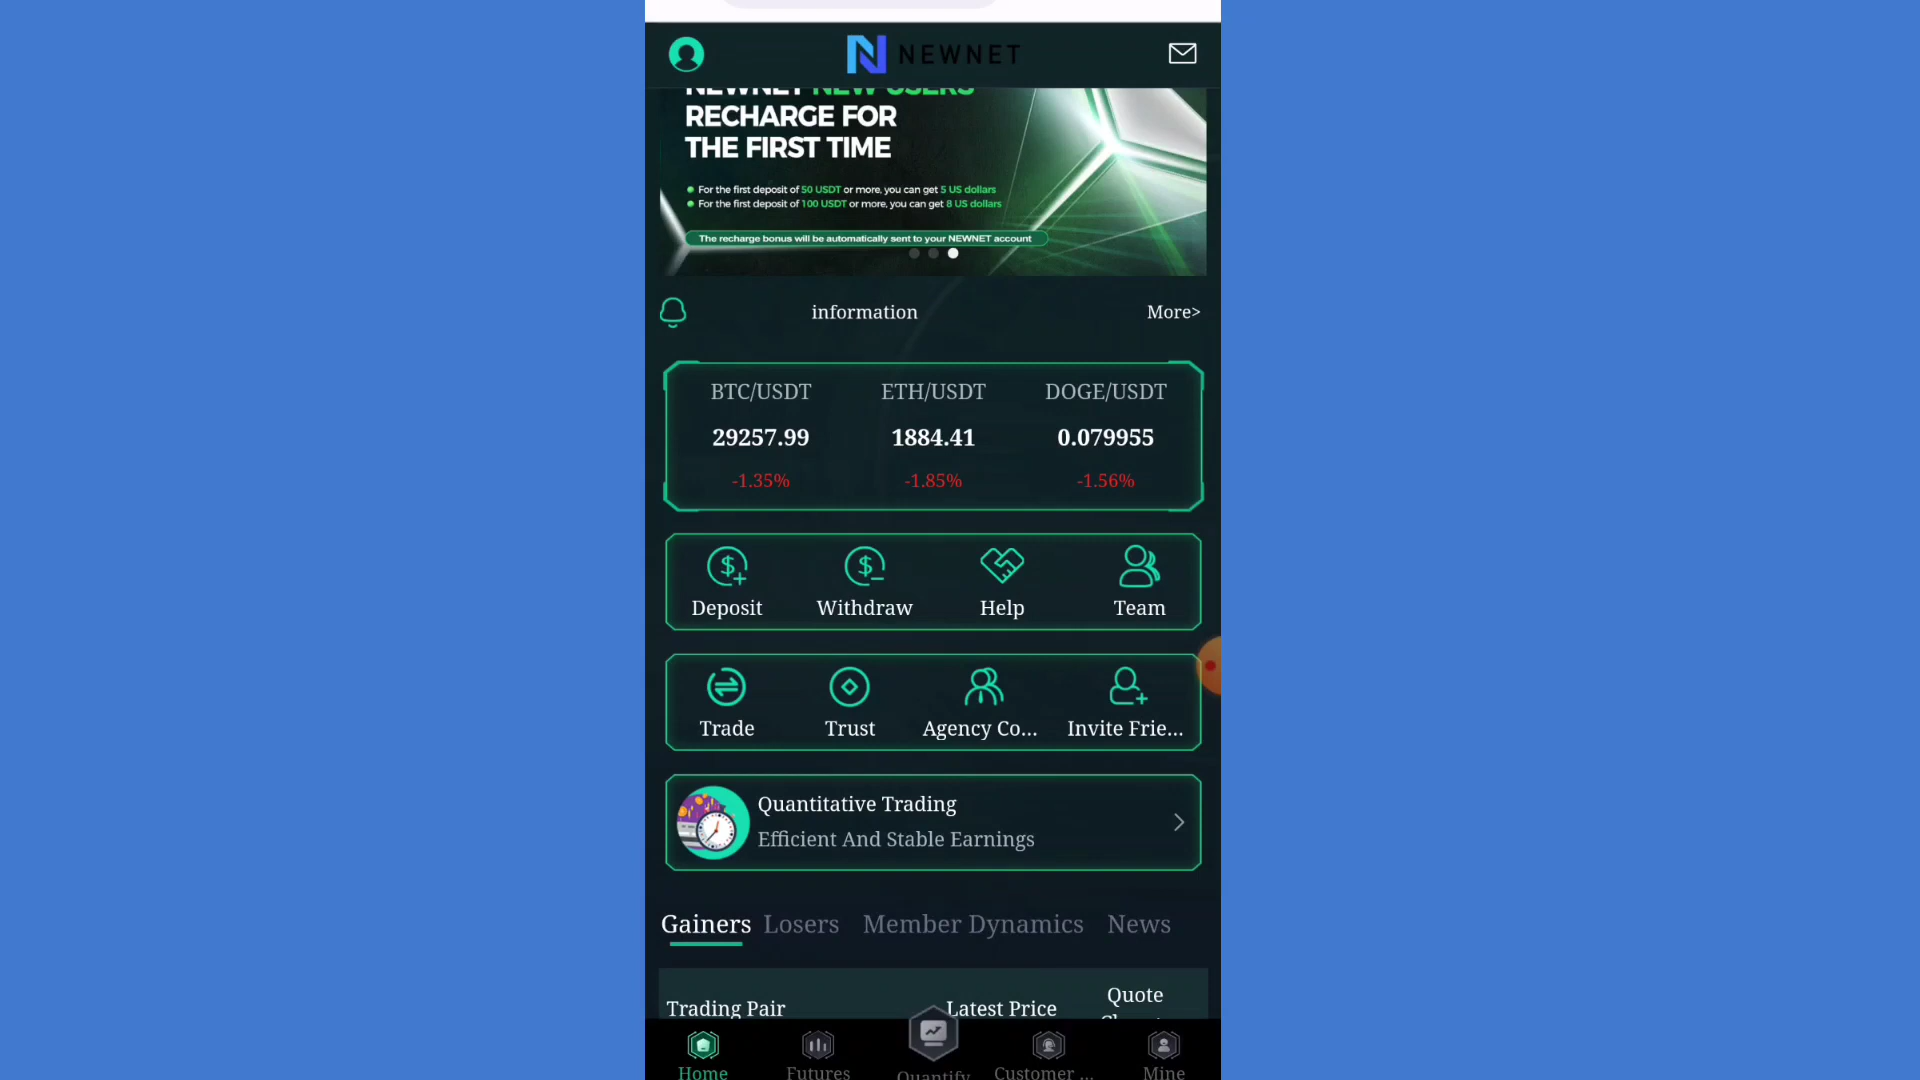 NEWNET
NEWNET NEW USERS
RECHARGE FOR
THE FIRST TIME
For the first deposit of 50 USDT or more, you can get 5 US dollars
For the first deposit of 100 USDT or more, you can get 8 US dollars
The recharge bonus will be automatically sent to your NEWNET account
information More>
BTC/USDT ETH/USDT DOGE/USDT
29257.99 1884.41 0.079955
-1.35% -1.85% -1.56%
Deposit Withdraw Help Team
Trade Trust Agency Co... Invite Frie...
Quantitative Trading
Efficient And Stable Earnings
Gainers Losers Member Dynamics News
Trading Pair Latest Price Quote
Home Futures Quantify Customer ... Mine